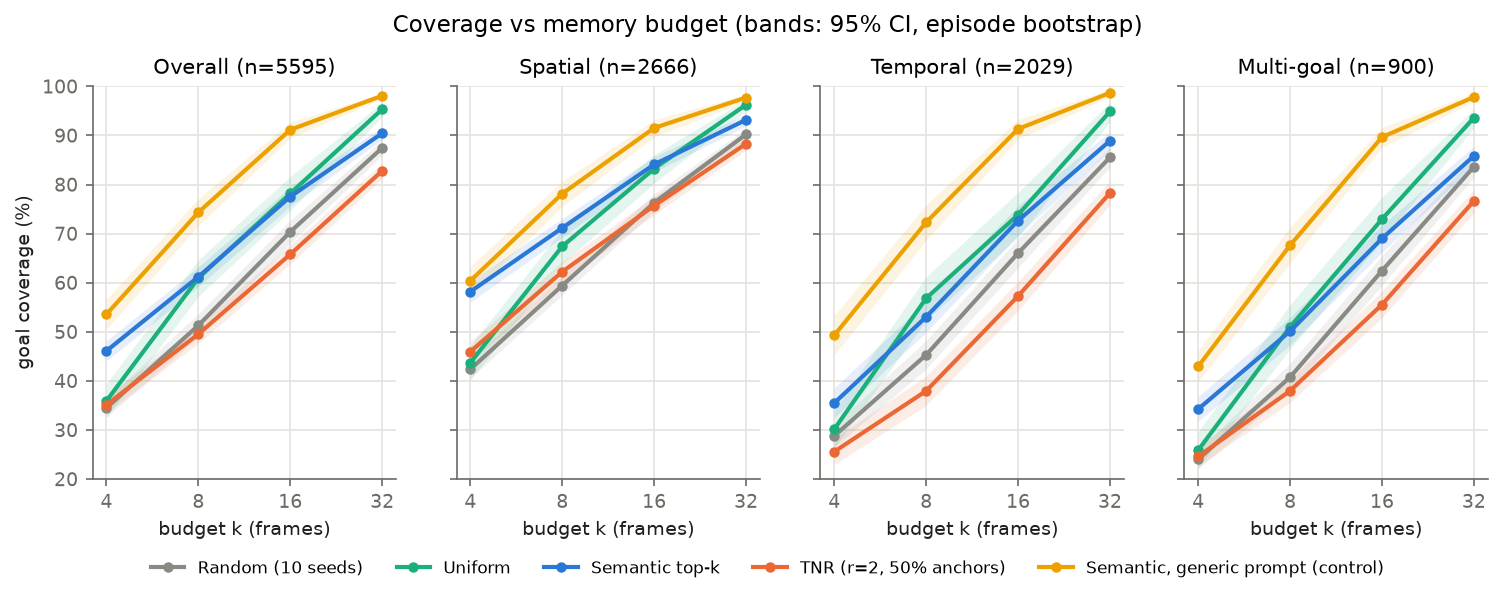 Coverage vs memory budget (bands: 95% CI, episode bootstrap)
Overall (n=5595)
Spatial (n=2666)
Temporal (n=2029)
Multi-goal (n=900)
goal coverage (%)
100
90
80
70
60
50
40
30
20
4 8 16 32
4 8 16 32
4 8 16 32
4 8 16 32
budget k (frames)
budget k (frames)
budget k (frames)
budget k (frames)
Random (10 seeds)
Uniform
Semantic top-k
TNR (r=2, 50% anchors)
Semantic, generic prompt (control)